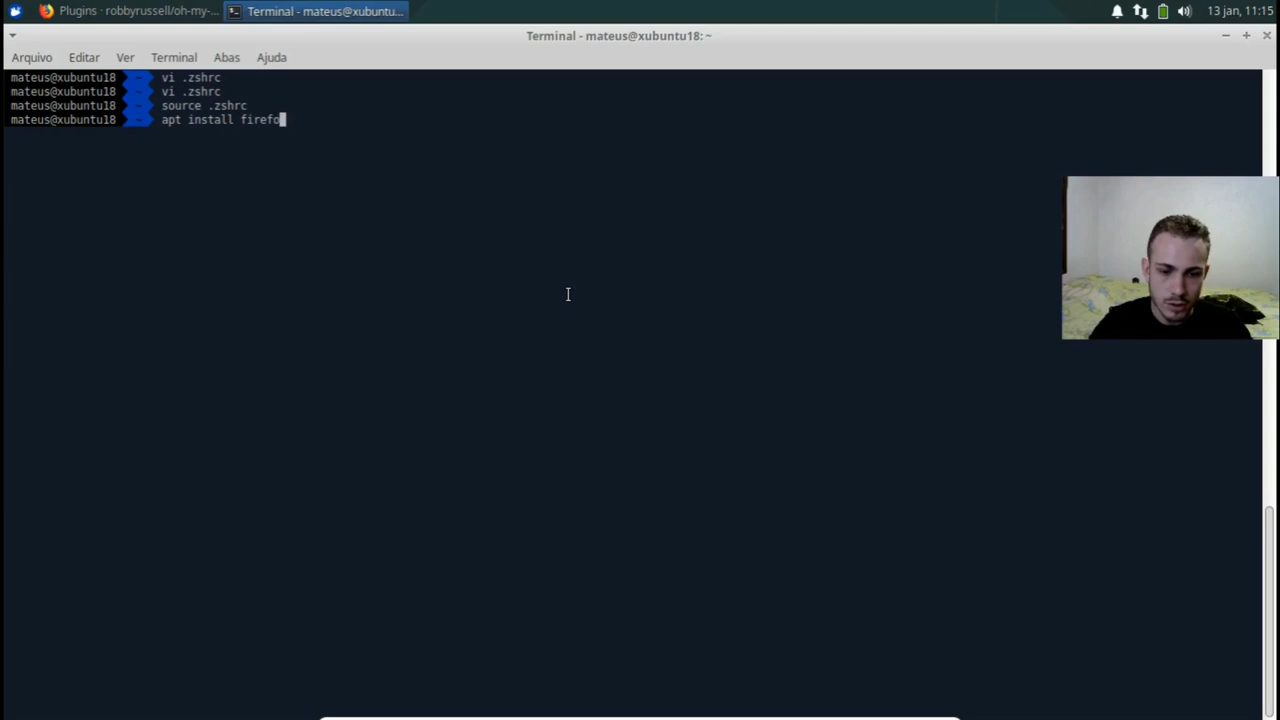 Plugins · robbyrussell/oh-my-...
Terminal - mateus@xubuntu...
13 jan, 11:15
Terminal - mateus@xubuntu18: ~
Arquivo Editar Ver Terminal Abas Ajuda
mateus@xubuntu18 ~ vi .zshrc
mateus@xubuntu18 ~ vi .zshrc
mateus@xubuntu18 ~ source .zshrc
mateus@xubuntu18 ~ apt install firefo